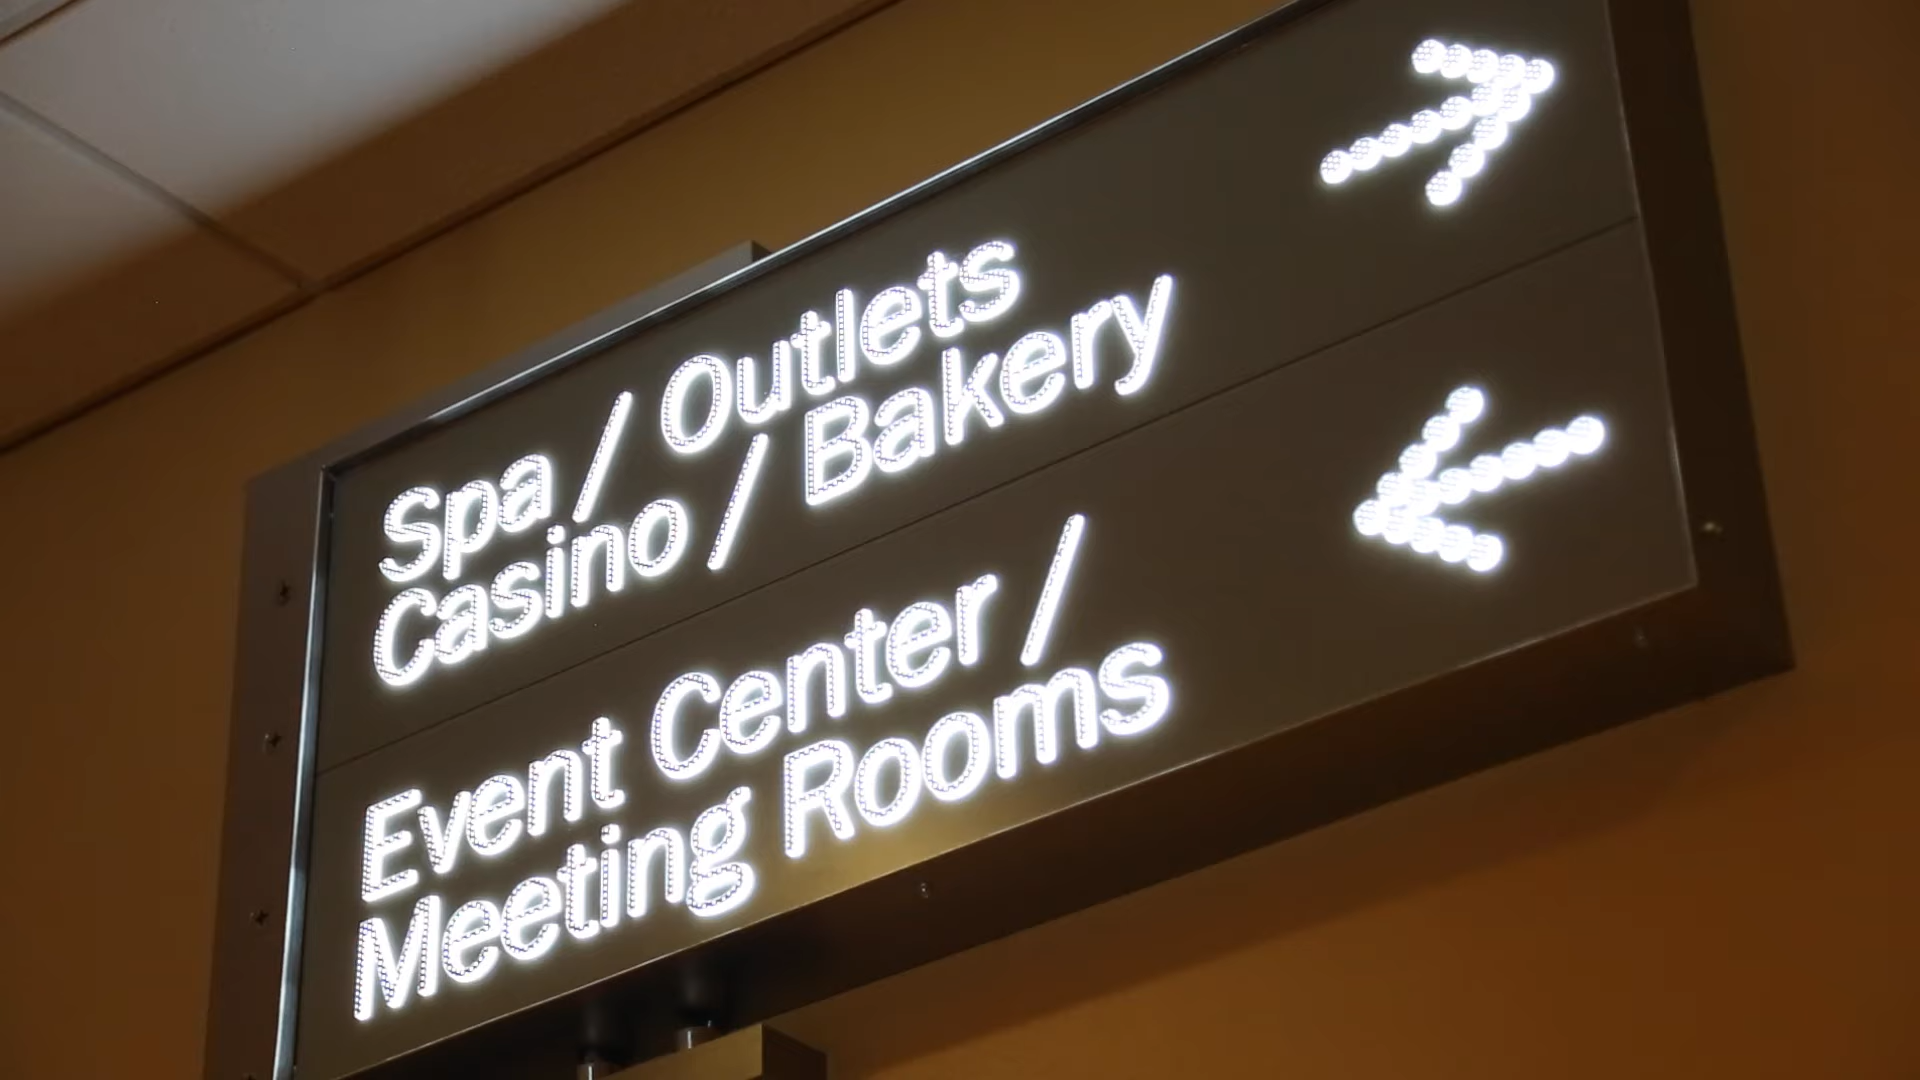 Spa / Outlets
Casino / Bakery
Event Center /
Meeting Rooms